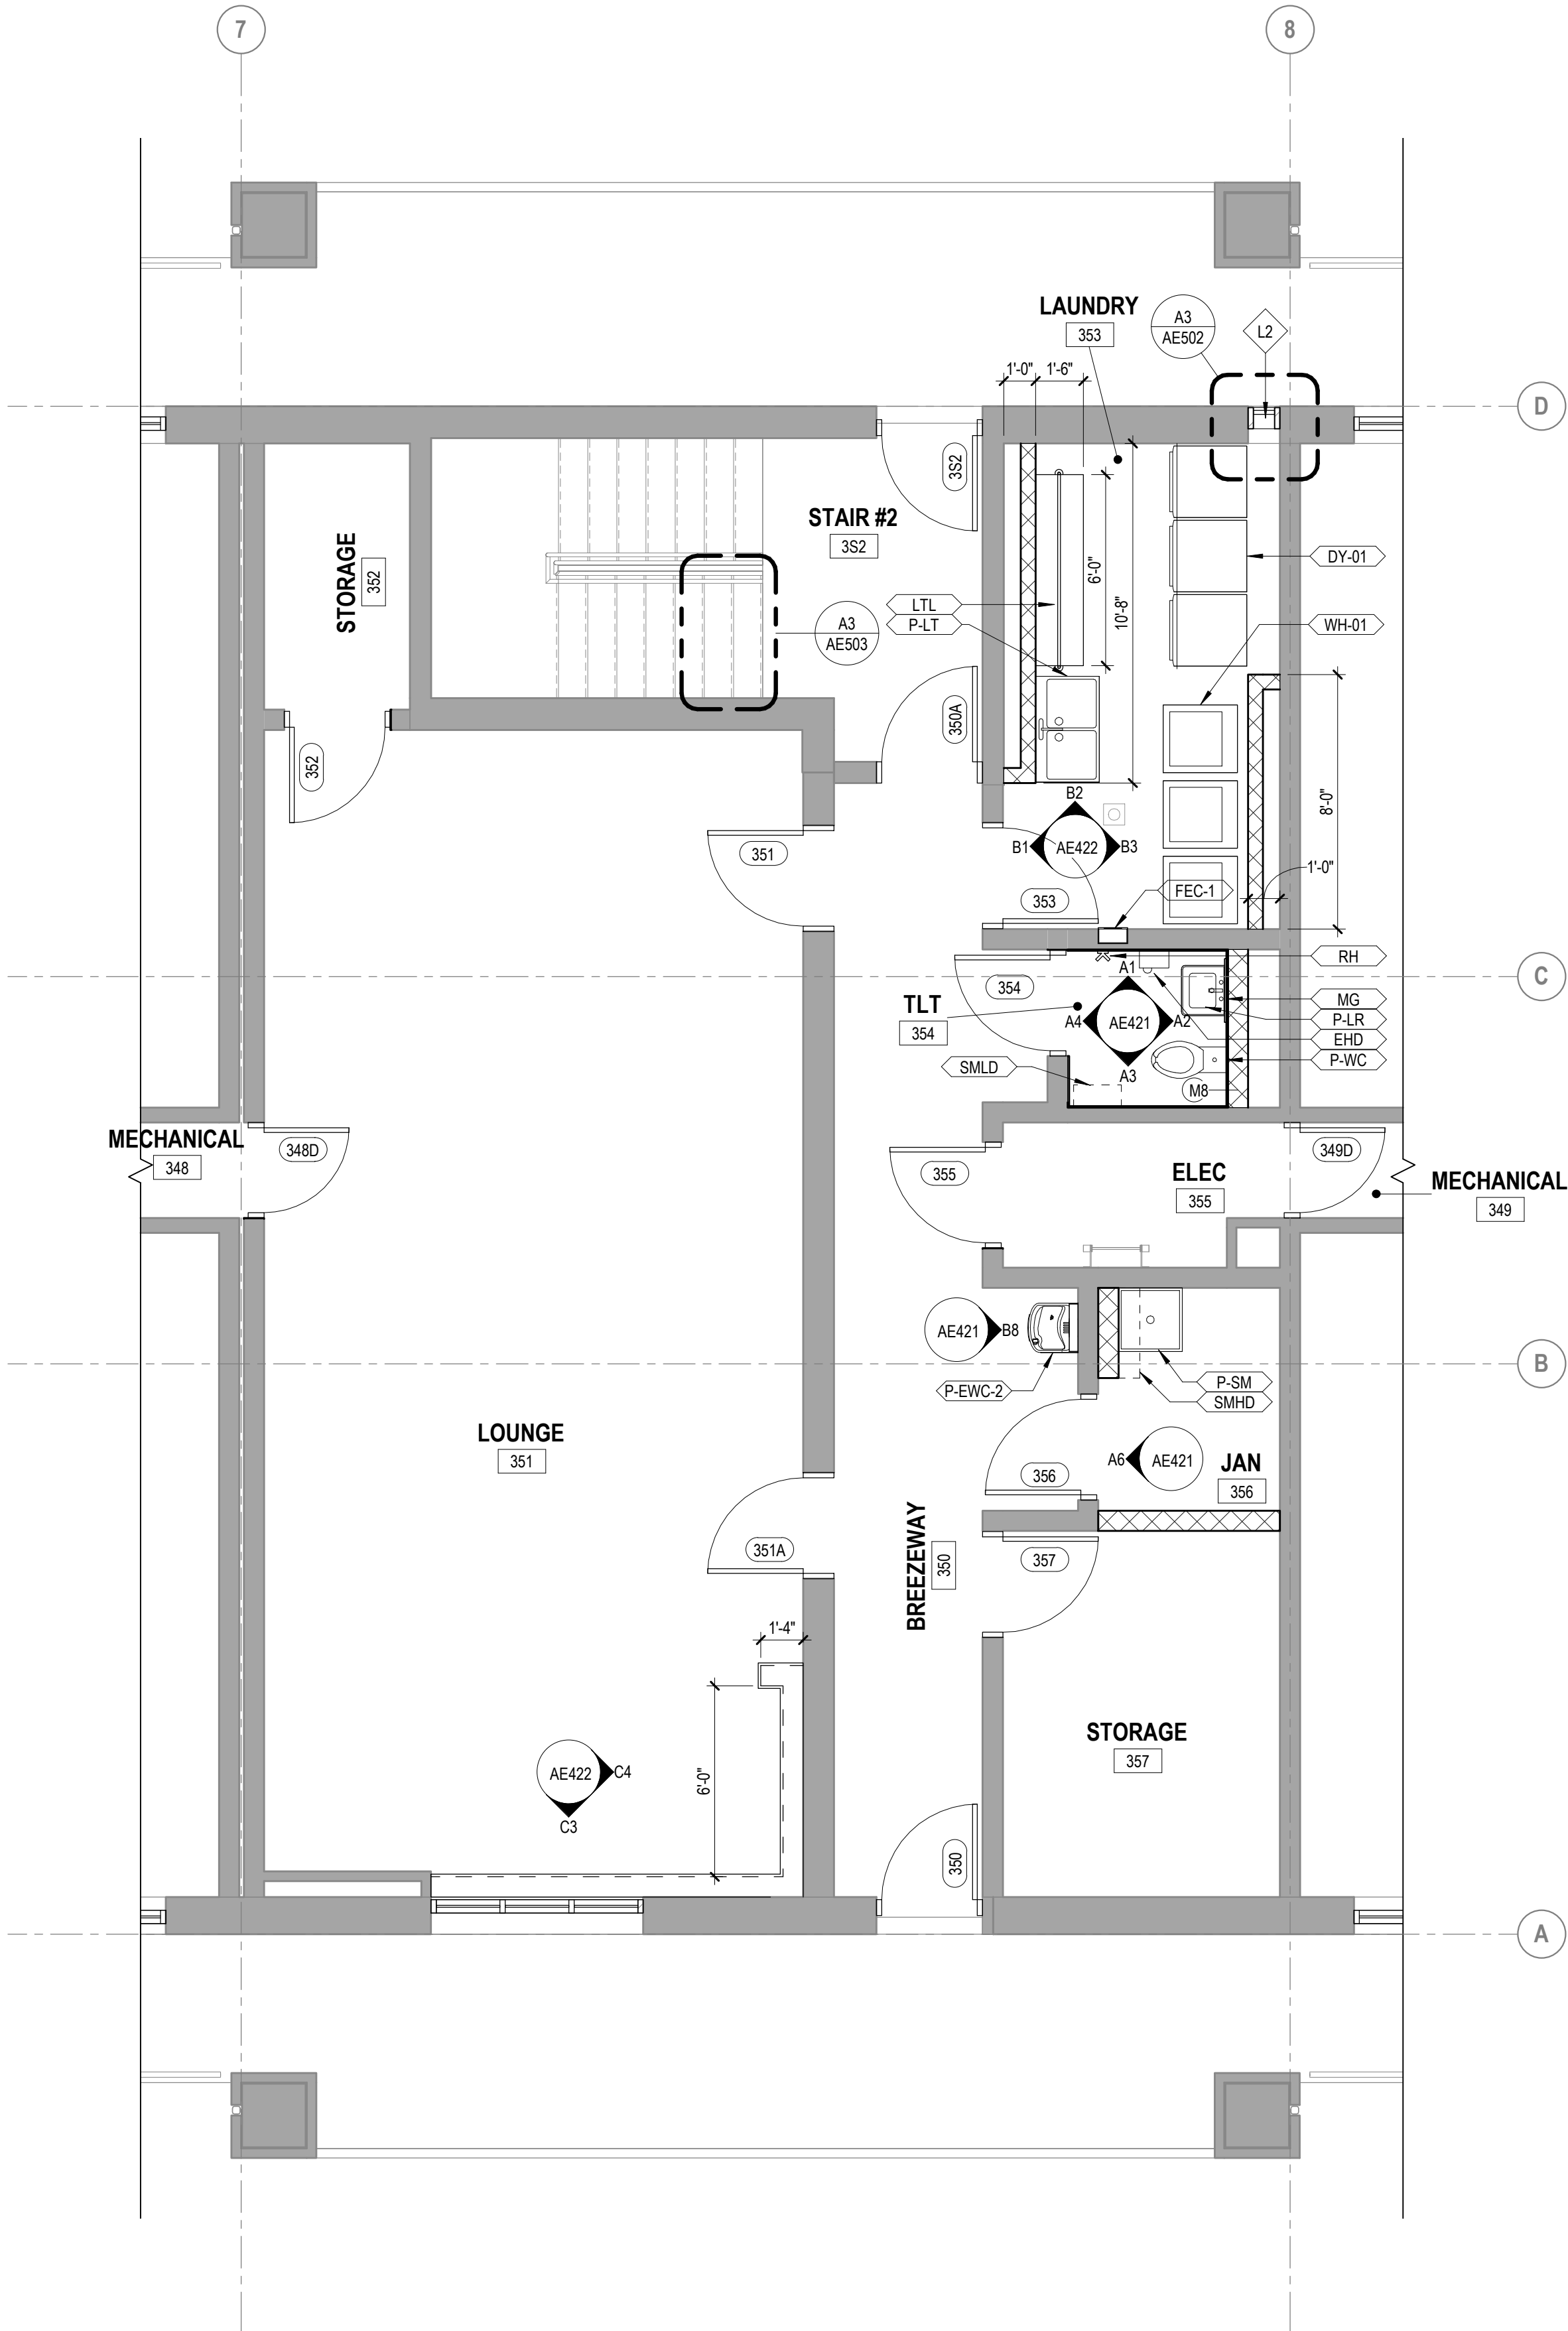 7
8
LAUNDRY
353
A3
AE502
L2
1'-0"
1'-6"
D
3S2
STAIR #2
3S2
STORAGE
352
6'-0"
10'-8"
DY-01
LTL
P-LT
A3
AE503
WH-01
350A
352
B2
B1
AE422
B3
8'-0"
1'-0"
351
FEC-1
353
RH
A1
354
C
TLT
354
A4
AE421
A2
MG
P-LR
EHD
P-WC
SMLD
A3
M8
MECHANICAL
348
348D
355
ELEC
355
349D
MECHANICAL
349
AE421
B8
B
P-EWC-2
P-SM
SMHD
LOUNGE
351
A6
AE421
JAN
356
356
351A
BREEZEWAY
350
357
1'-4"
STORAGE
357
6'-0"
AE422
C4
C3
350
A